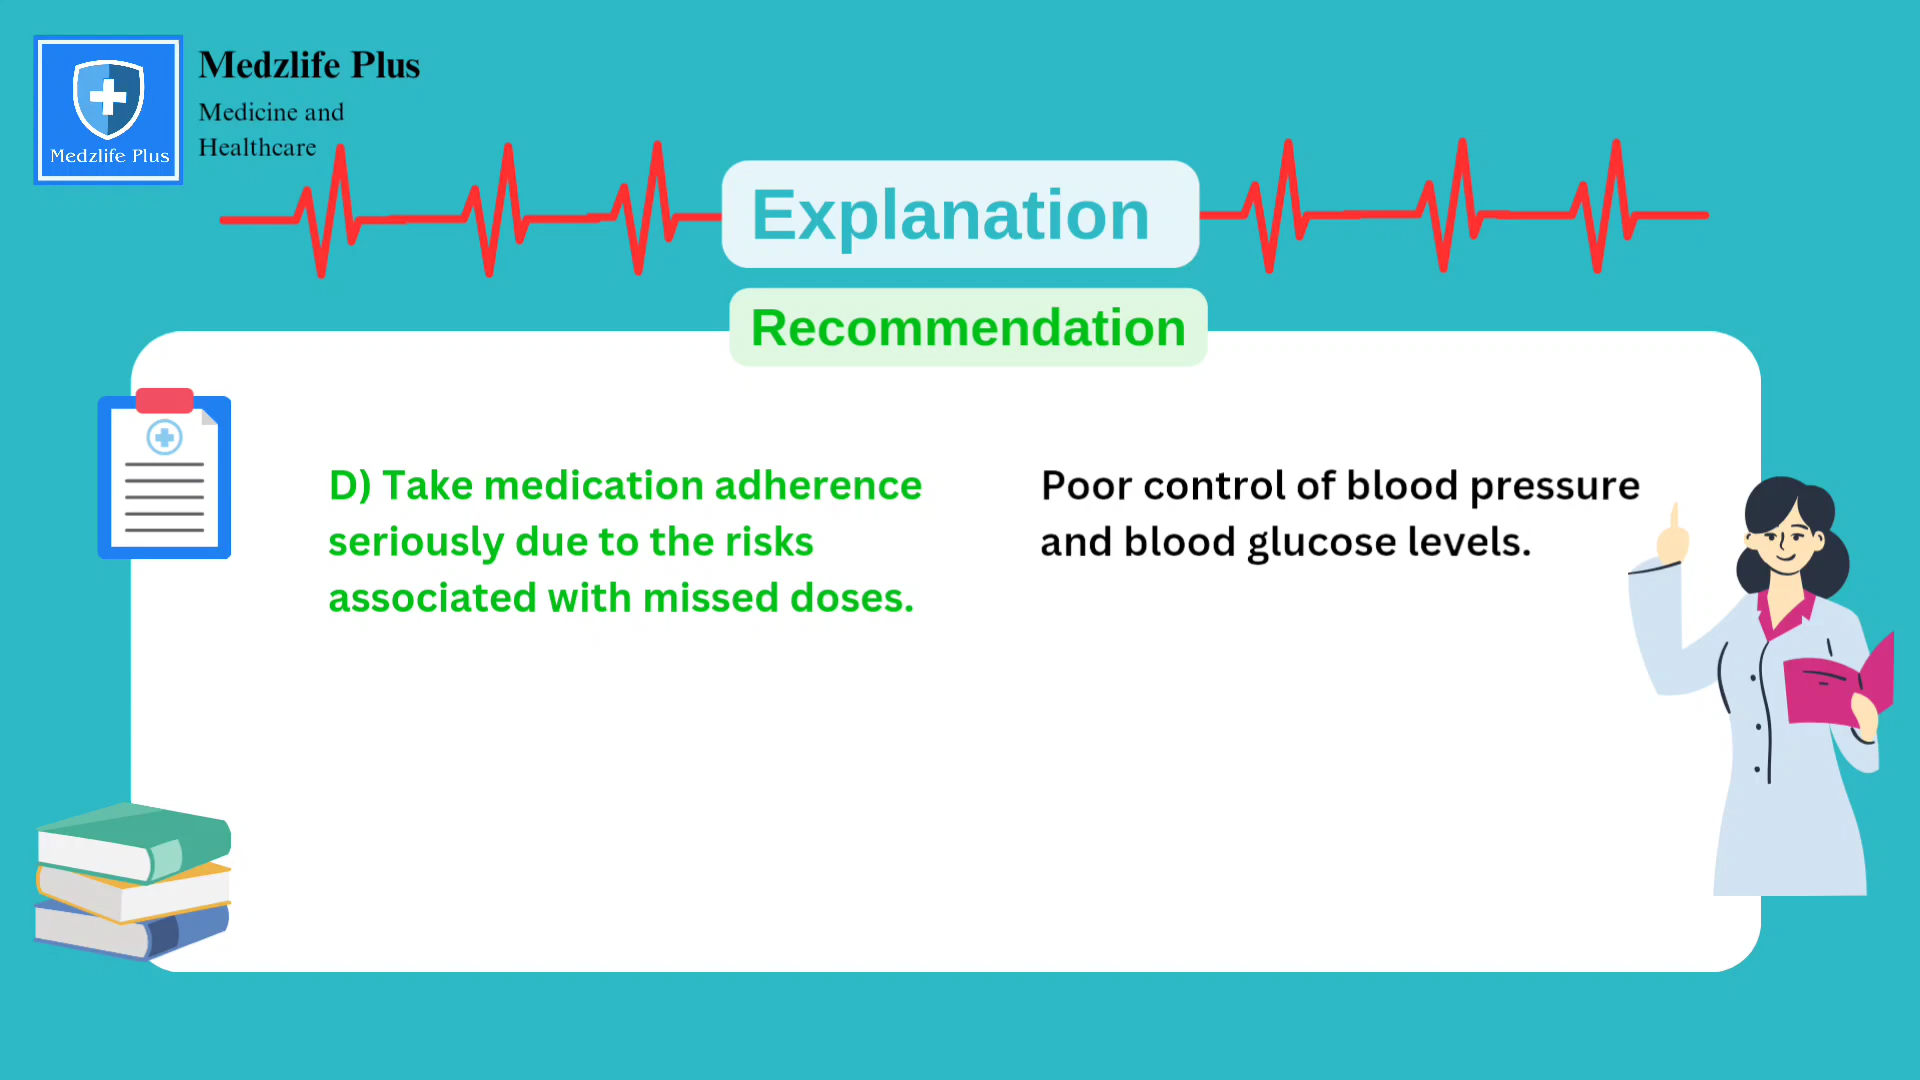 Medzlife Plus
Medicine and
Healthcare
Medzlife Plus
Explanation
Recommendation
D) Take medication adherence
seriously due to the risks
associated with missed doses.
Poor control of blood pressure
and blood glucose levels.